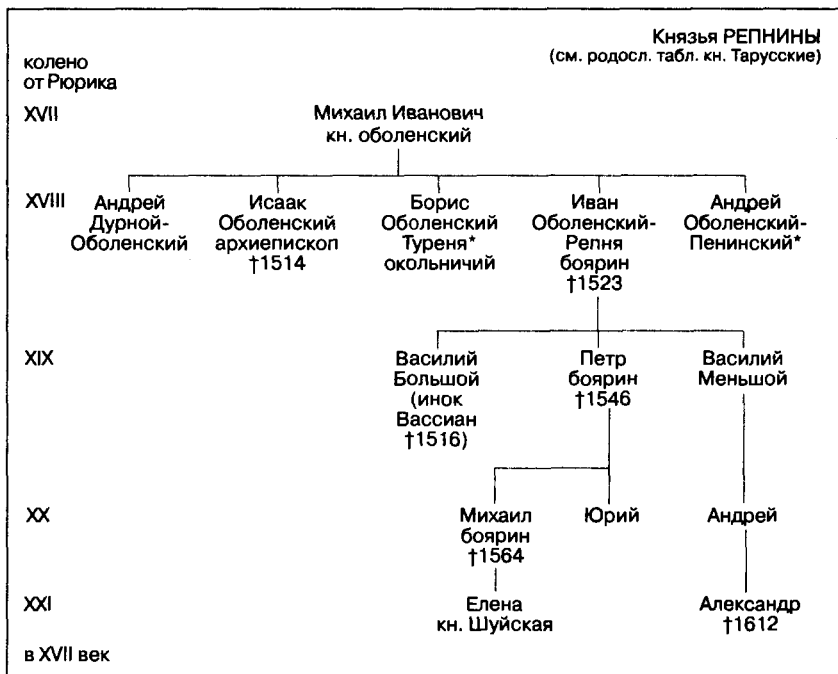 Князья РЕПНИНЫ
(см. родосл. табл. кн. Тарусские)
колено
от Рюрика
XVII
Михаил Иванович
кн. оболенский
XVIII
Андрей
Дурной-
Оболенский
Исаак
Оболенский
архиепископ
†1514
Борис
Оболенский
Туреня*
окольничий
Иван
Оболенский-
Репня
боярин
†1523
Андрей
Оболенский-
Пенинский*
XIX
Василий
Большой
(инок
Вассиан
†1516)
Петр
боярин
†1546
Василий
Меньшой
XX
Михаил
боярин
†1564
Юрий
Андрей
XXI
Елена
кн. Шуйская
Александр
†1612
в XVII век